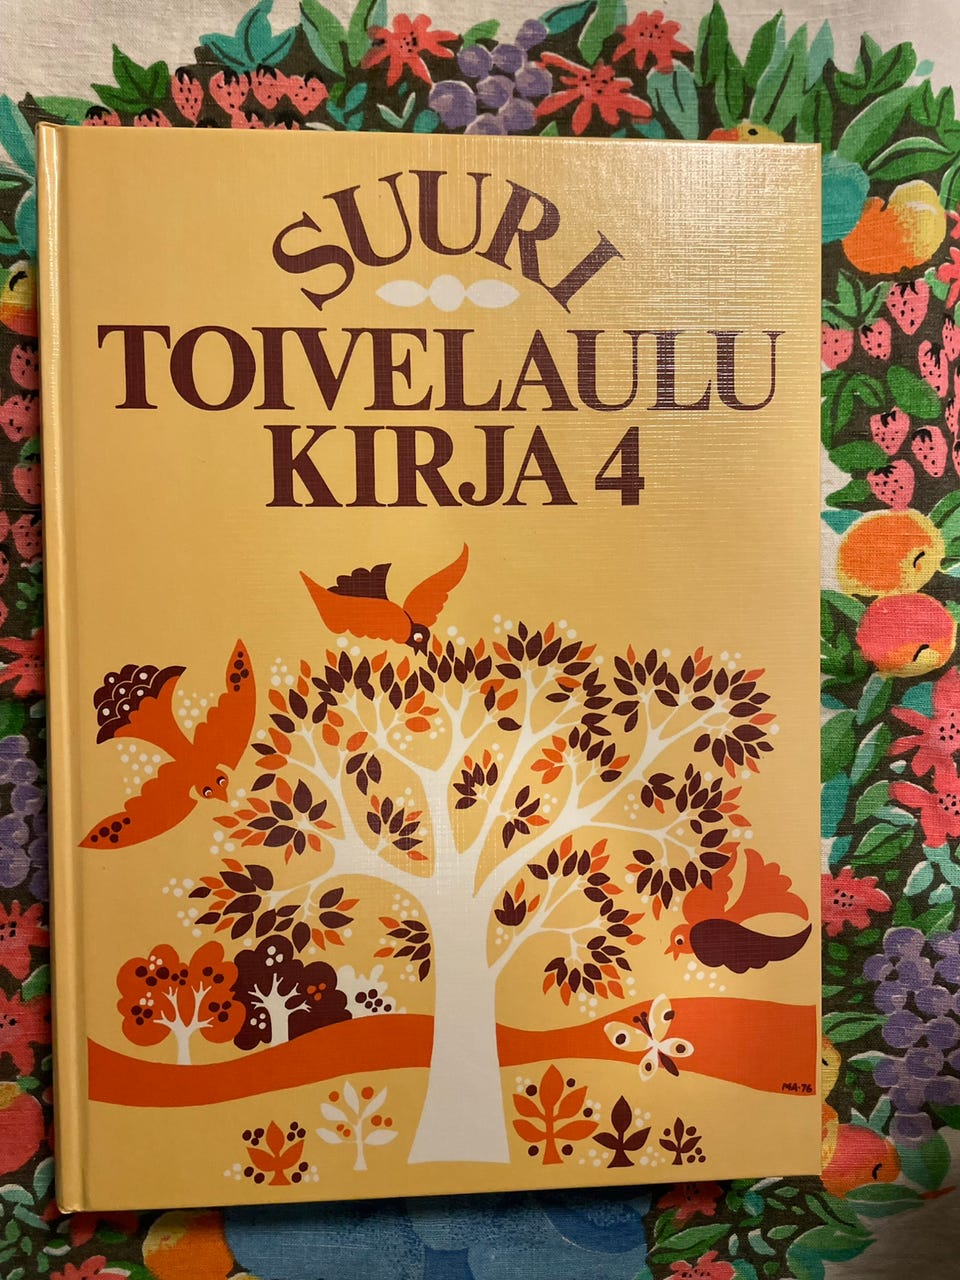 SUURI
TOIVELAULU
KIRJA 4
MA-76